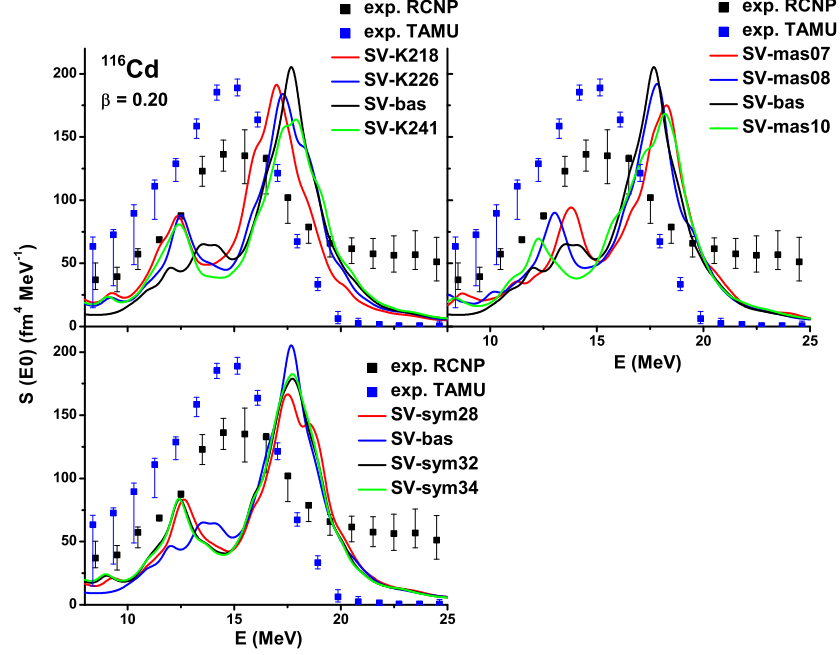 exp. RCNP
exp. TAMU
SV-K218
SV-K226
SV-bas
SV-K241
116Cd
β = 0.20
200
150
100
50
0
exp. RCNP
exp. TAMU
SV-mas07
SV-mas08
SV-bas
SV-mas10
10 15 20 25
E (MeV)
S (E0) (fm⁴ MeV⁻¹)
exp. RCNP
exp. TAMU
SV-sym28
SV-bas
SV-sym32
SV-sym34
200
150
100
50
0
10 15 20 25
E (MeV)